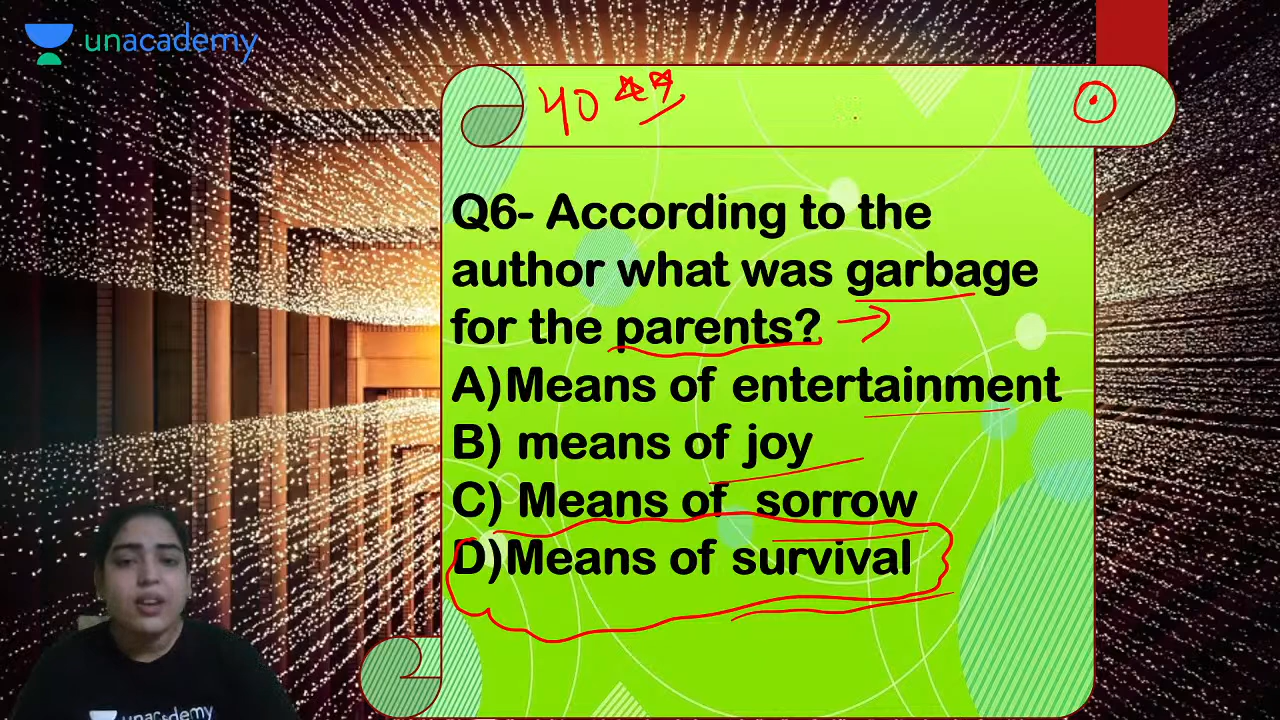 unacademy
40
Q6- According to the
author what was garbage
for the parents?
A)Means of entertainment
B) means of joy
C) Means of sorrow
D)Means of survival
unacademy